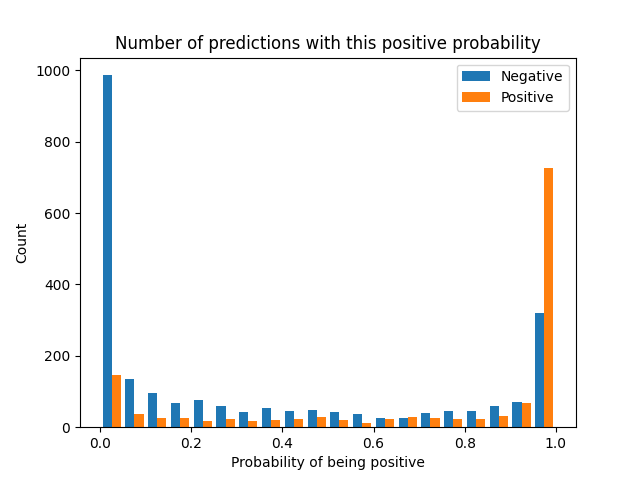 Number of predictions with this positive probability
Negative
Positive
1000
800
600
400
200
0
Count
0.0 0.2 0.4 0.6 0.8 1.0
Probability of being positive